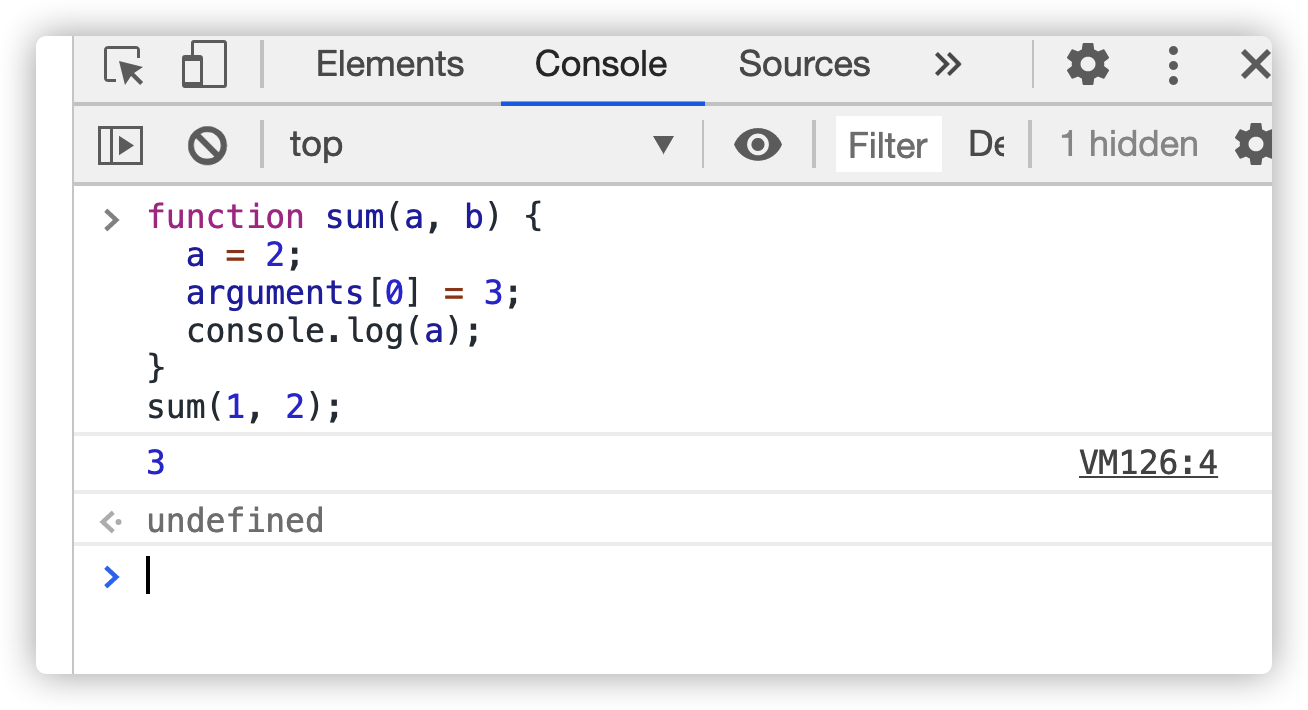 Elements Console Sources
top Filter De 1 hidden
function sum(a, b) {
  a = 2;
  arguments[0] = 3;
  console.log(a);
}
sum(1, 2);
3 VM126:4
undefined